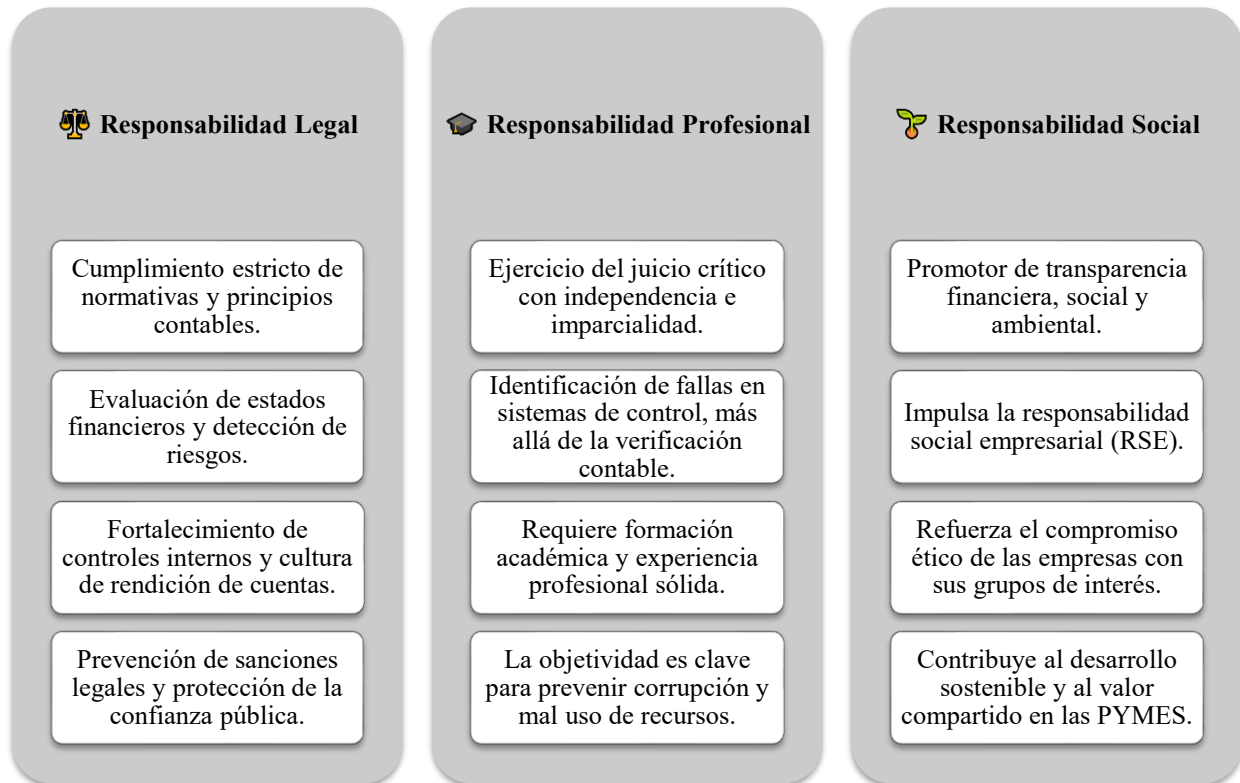 ⚖️ Responsabilidad Legal
Cumplimiento estricto de
normativas y principios
contables.
Evaluación de estados
financieros y detección de
riesgos.
Fortalecimiento de
controles internos y cultura
de rendición de cuentas.
Prevención de sanciones
legales y protección de la
confianza pública.
🎓 Responsabilidad Profesional
Ejercicio del juicio crítico
con independencia e
imparcialidad.
Identificación de fallas en
sistemas de control, más
allá de la verificación
contable.
Requiere formación
académica y experiencia
profesional sólida.
La objetividad es clave
para prevenir corrupción y
mal uso de recursos.
🌱 Responsabilidad Social
Promotor de transparencia
financiera, social y
ambiental.
Impulsa la responsabilidad
social empresarial (RSE).
Refuerza el compromiso
ético de las empresas con
sus grupos de interés.
Contribuye al desarrollo
sostenible y al valor
compartido en las PYMES.